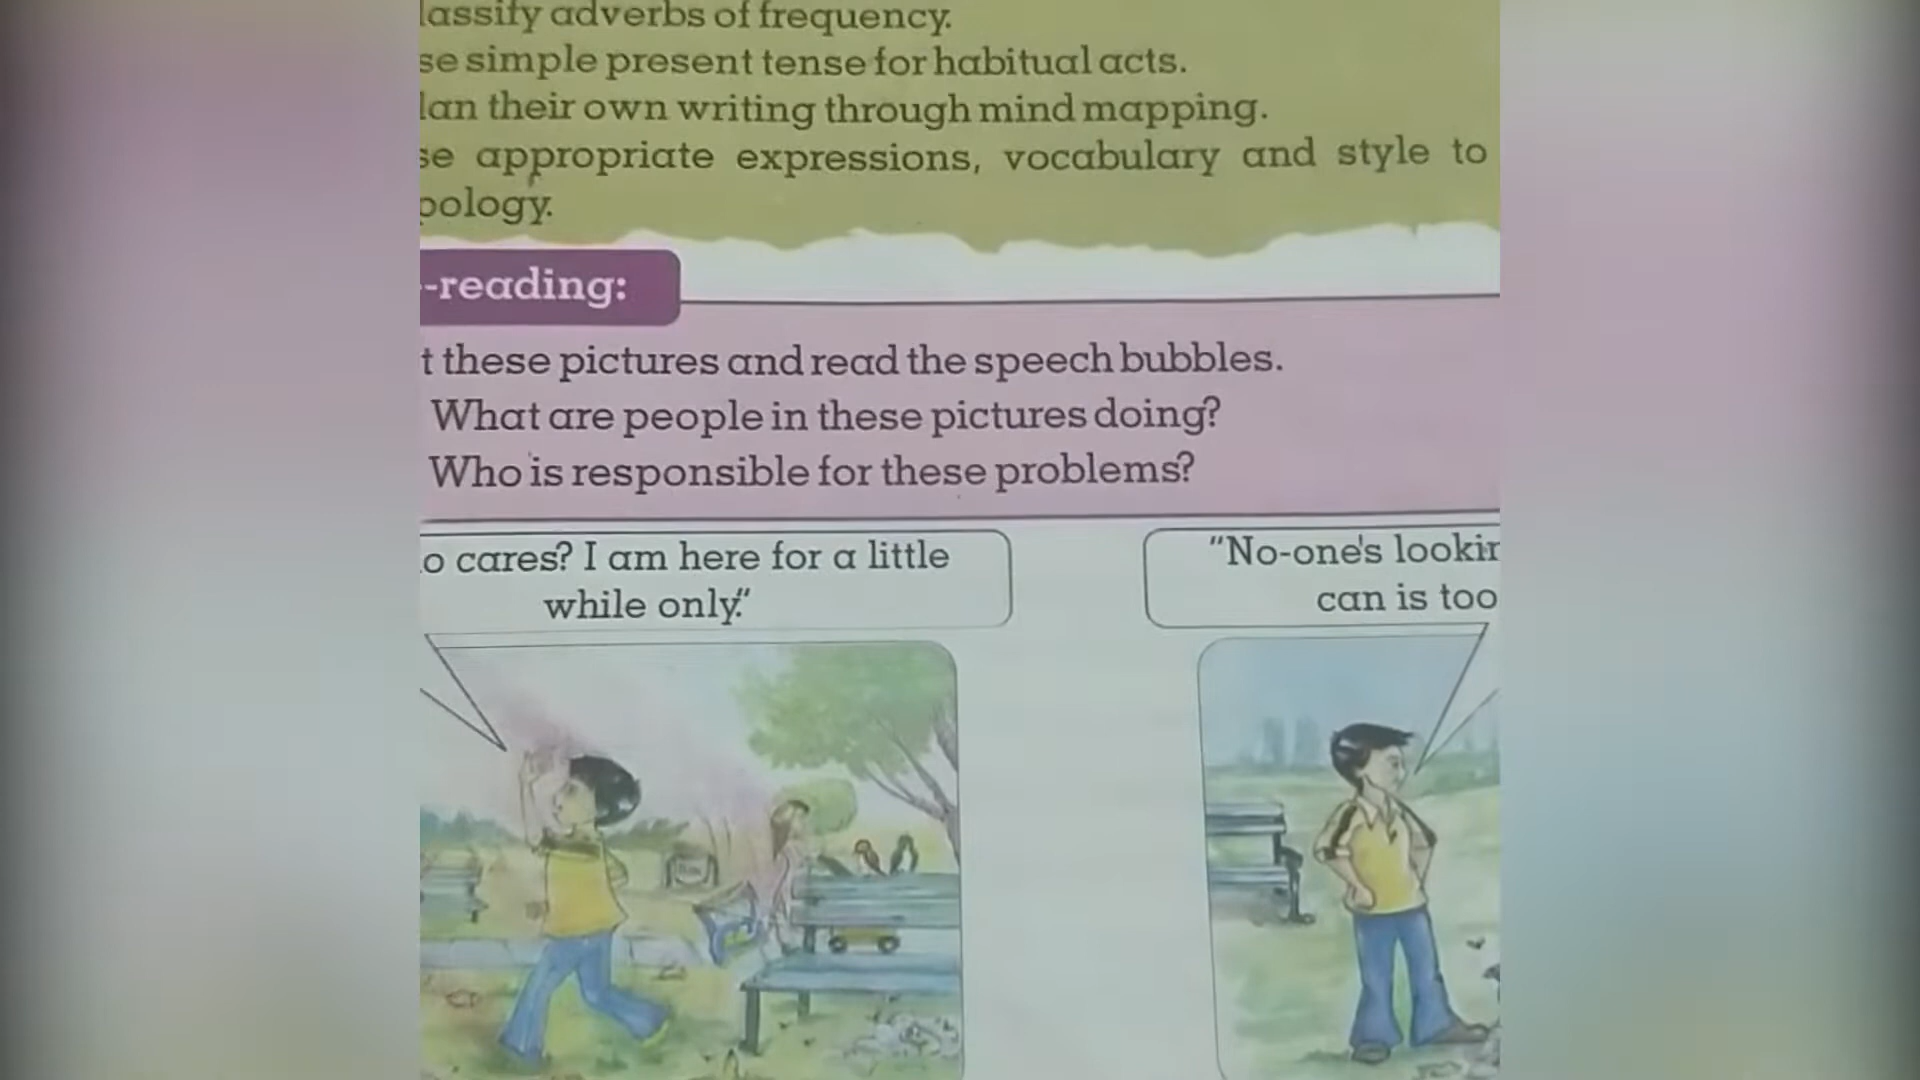 lassify adverbs of frequency.
se simple present tense for habitual acts.
lan their own writing through mind mapping.
se appropriate expressions, vocabulary and style to
pology.
-reading:
t these pictures and read the speech bubbles.
What are people in these pictures doing?
Who is responsible for these problems?
o cares? I am here for a little
while only."
"No-one's lookin
can is too